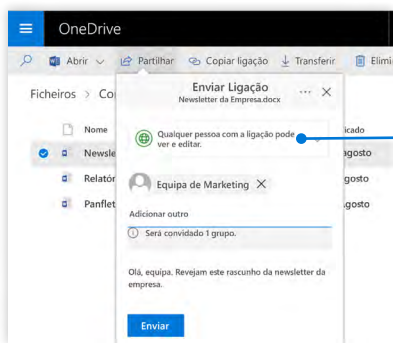 OneDrive
Abrir Partilhar Copiar ligação Transferir Elimi
Ficheiros > Co
Enviar Ligação
Newsletter da Empresa.docx
Nome
Qualquer pessoa com a ligação pode
ver e editar.
icado
Newsle
agosto
Equipa de Marketing
Relatór
gosto
Panflet
Adicionar outro
agosto
Será convidado 1 grupo.
Olá, equipa. Revejam este rascunho da newsletter da
empresa.
Enviar